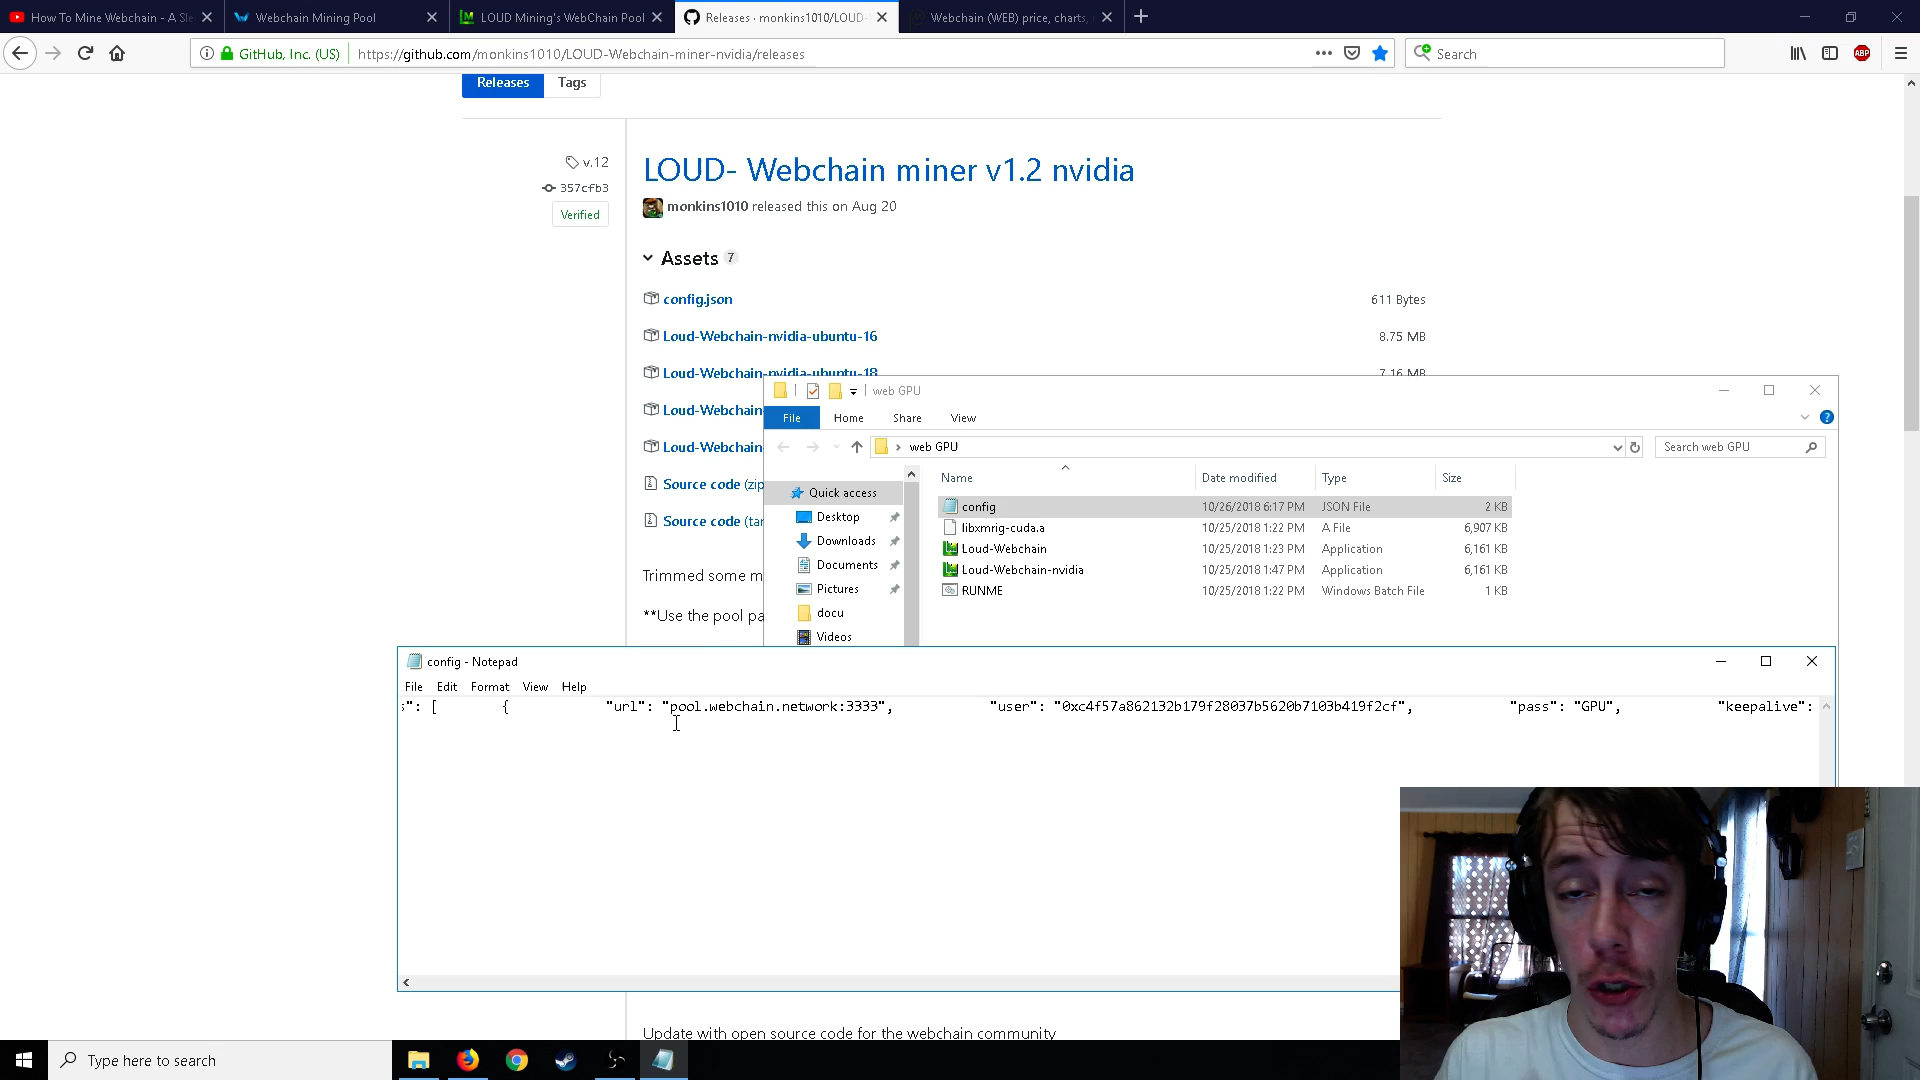 How To Mine Webchain - A Sle
Webchain Mining Pool
LOUD Mining's WebChain Pool
Releases · monkins1010/LOUD-
Webchain (WEB) price, charts,
GitHub, Inc. (US)
https://github.com/monkins1010/LOUD-Webchain-miner-nvidia/releases
Search
ABP
Releases
Tags
v.12
357cfb3
Verified
LOUD- Webchain miner v1.2 nvidia
monkins1010 released this on Aug 20
Assets 7
config.json
611 Bytes
Loud-Webchain-nvidia-ubuntu-16
8.75 MB
Loud-Webchain-nvidia-ubuntu-18
7.16 MB
Loud-Webchain-
Loud-Webchain-
Source code (zip
Source code (tar
Trimmed some m
**Use the pool pa
web GPU
File
Home
Share
View
web GPU
Search web GPU
Name
Date modified
Type
Size
Quick access
Desktop
Downloads
Documents
Pictures
docu
Videos
config
10/26/2018 6:17 PM
JSON File
2 KB
libxmrig-cuda.a
10/25/2018 1:22 PM
A File
6,907 KB
Loud-Webchain
10/25/2018 1:23 PM
Application
6,161 KB
Loud-Webchain-nvidia
10/25/2018 1:47 PM
Application
6,161 KB
RUNME
10/25/2018 1:22 PM
Windows Batch File
1 KB
config - Notepad
File
Edit
Format
View
Help
s": [ { "url": "pool.webchain.network:3333", "user": "0xc4f57a862132b179f28037b5620b7103b419f2cf", "pass": "GPU", "keepalive":
Update with open source code for the webchain community
Type here to search